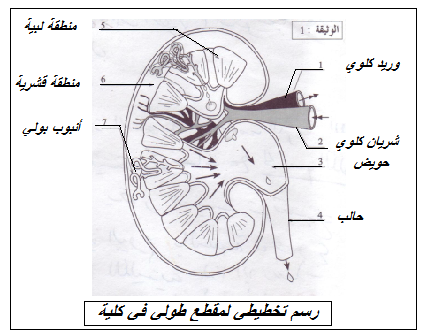 الوثيقة : 1
5
منطقة لبية
1
وريد كلوي
6
منطقة قشرية
7
أنبوب بولي
2
شريان كلوي
3
حويض
4
حالب
رسم تخطيطي لمقطع طولي في كلية